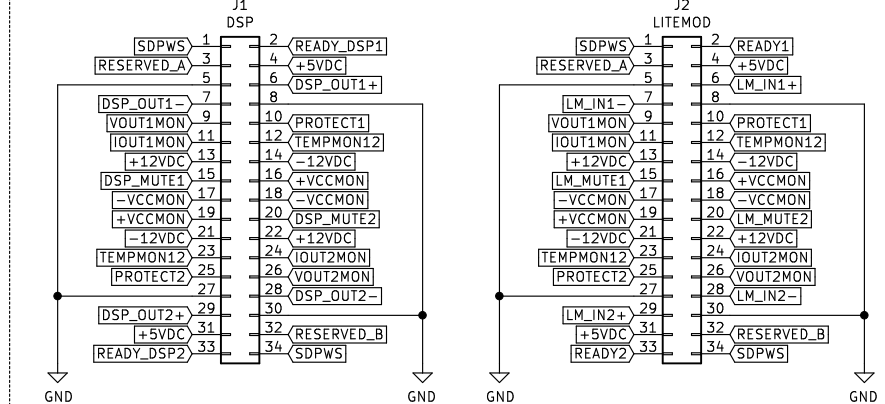 J1
DSP
SDPWS 1 2 READY_DSP1
RESERVED_A 3 4 +5VDC
5 6 DSP_OUT1+
DSP_OUT1- 7 8
VOUT1MON 9 10 PROTECT1
IOUT1MON 11 12 TEMPMON12
+12VDC 13 14 -12VDC
DSP_MUTE1 15 16 +VCCMON
-VCCMON 17 18 -VCCMON
+VCCMON 19 20 DSP_MUTE2
-12VDC 21 22 +12VDC
TEMPMON12 23 24 IOUT2MON
PROTECT2 25 26 VOUT2MON
27 28 DSP_OUT2-
DSP_OUT2+ 29 30
+5VDC 31 32 RESERVED_B
READY_DSP2 33 34 SDPWS
GND GND
J2
LITEMOD
SDPWS 1 2 READY1
RESERVED_A 3 4 +5VDC
5 6 LM_IN1+
LM_IN1- 7 8
VOUT1MON 9 10 PROTECT1
IOUT1MON 11 12 TEMPMON12
+12VDC 13 14 -12VDC
LM_MUTE1 15 16 +VCCMON
-VCCMON 17 18 -VCCMON
+VCCMON 19 20 LM_MUTE2
-12VDC 21 22 +12VDC
TEMPMON12 23 24 IOUT2MON
PROTECT2 25 26 VOUT2MON
27 28 LM_IN2-
LM_IN2+ 29 30
+5VDC 31 32 RESERVED_B
READY2 33 34 SDPWS
GND GND